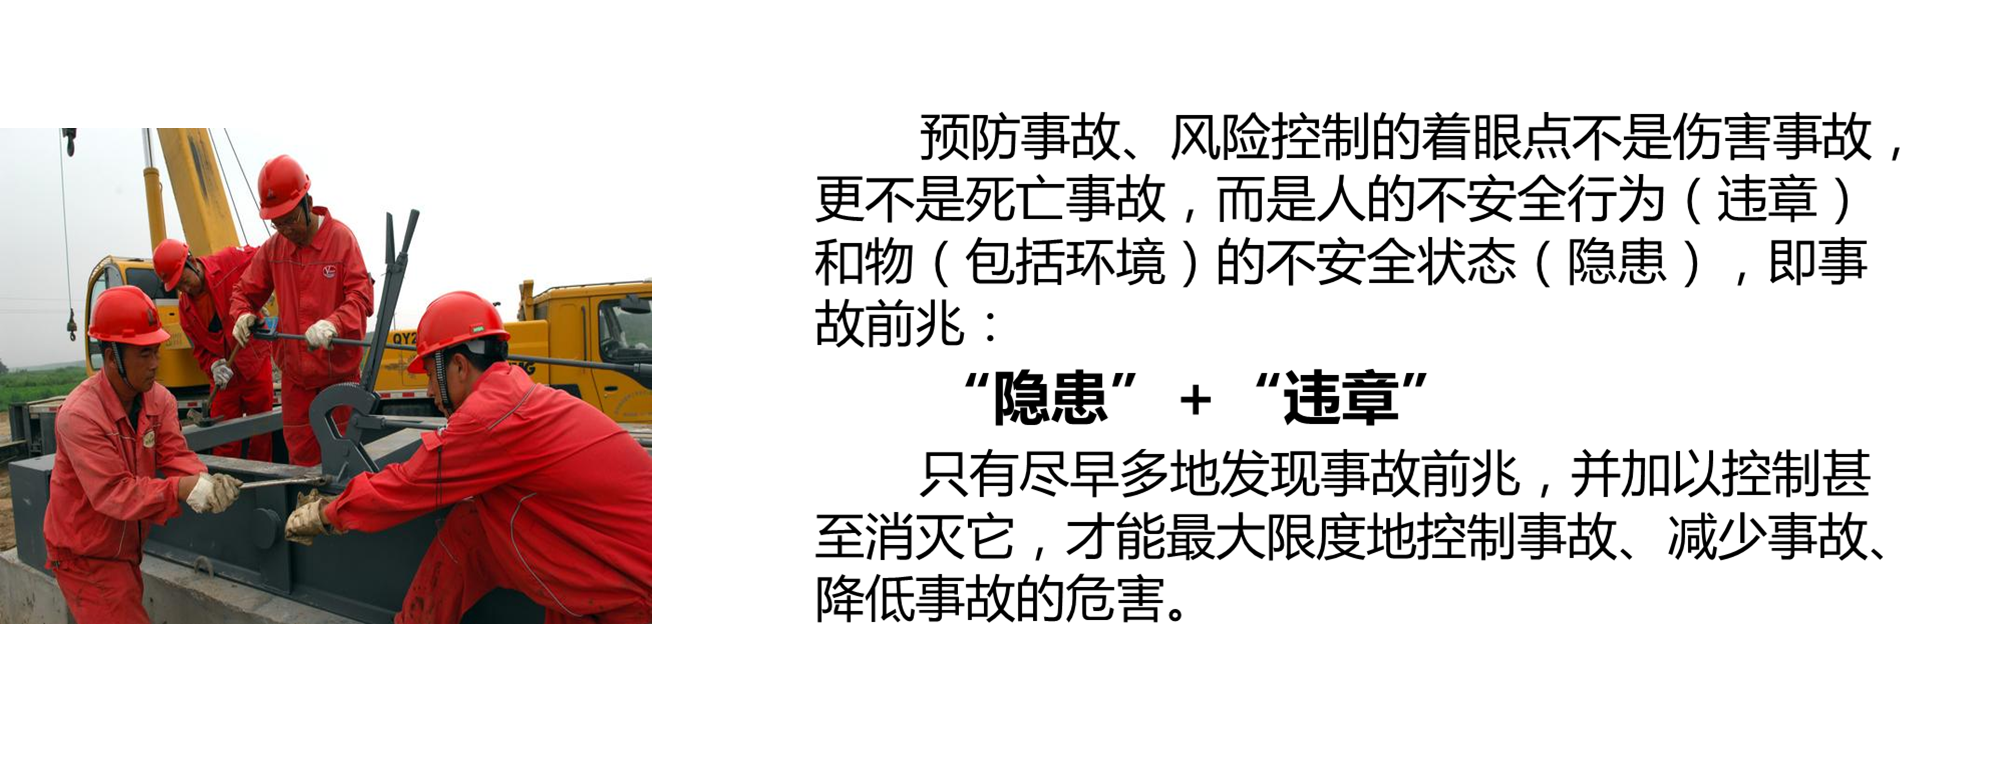 预防事故、风险控制的着眼点不是伤害事故，
更不是死亡事故，而是人的不安全行为（违章）
和物（包括环境）的不安全状态（隐患），即事
故前兆：
“隐患” + “违章”
只有尽早多地发现事故前兆，并加以控制甚
至消灭它，才能最大限度地控制事故、减少事故、
降低事故的危害。
QY2